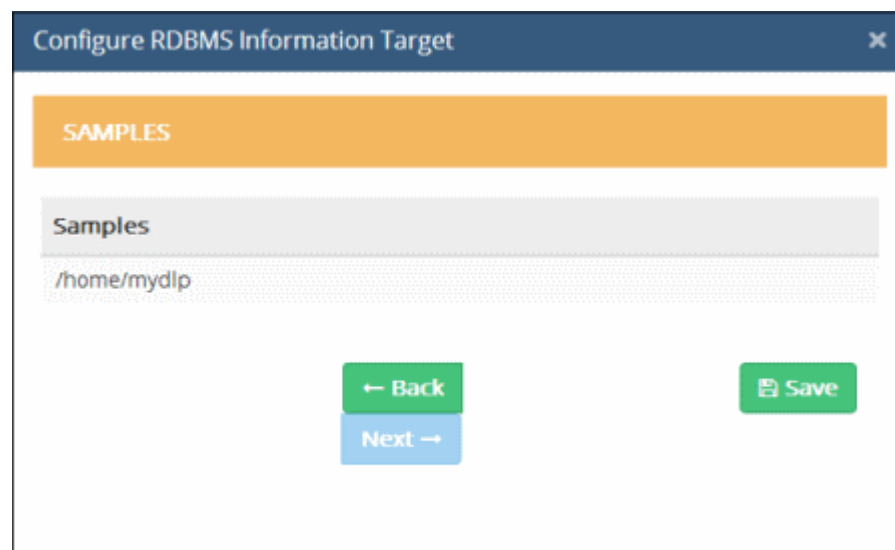 Configure RDBMS Information Target ×
SAMPLES
Samples
/home/mydlp
← Back
Save
Next →